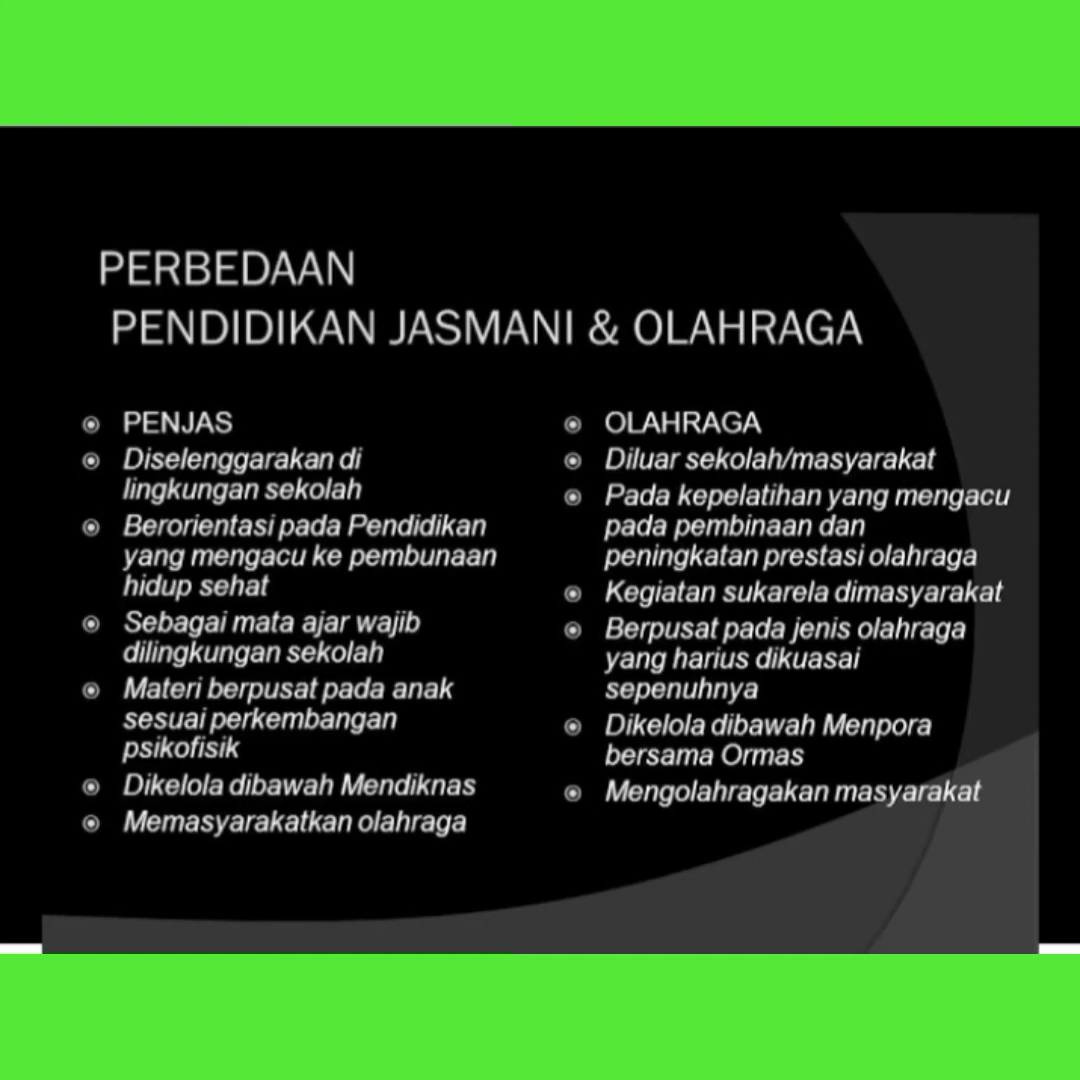 PERBEDAAN
PENDIDIKAN JASMANI & OLAHRAGA
PENJAS
Diselenggarakan di
lingkungan sekolah
Berorientasi pada Pendidikan
yang mengacu ke pembunaan
hidup sehat
Sebagai mata ajar wajib
dilingkungan sekolah
Materi berpusat pada anak
sesuai perkembangan
psikofisik
Dikelola dibawah Mendiknas
Memasyarakatkan olahraga
OLAHRAGA
Diluar sekolah/masyarakat
Pada kepelatihan yang mengacu
pada pembinaan dan
peningkatan prestasi olahraga
Kegiatan sukarela dimasyarakat
Berpusat pada jenis olahraga
yang harius dikuasai
sepenuhnya
Dikelola dibawah Menpora
bersama Ormas
Mengolahragakan masyarakat